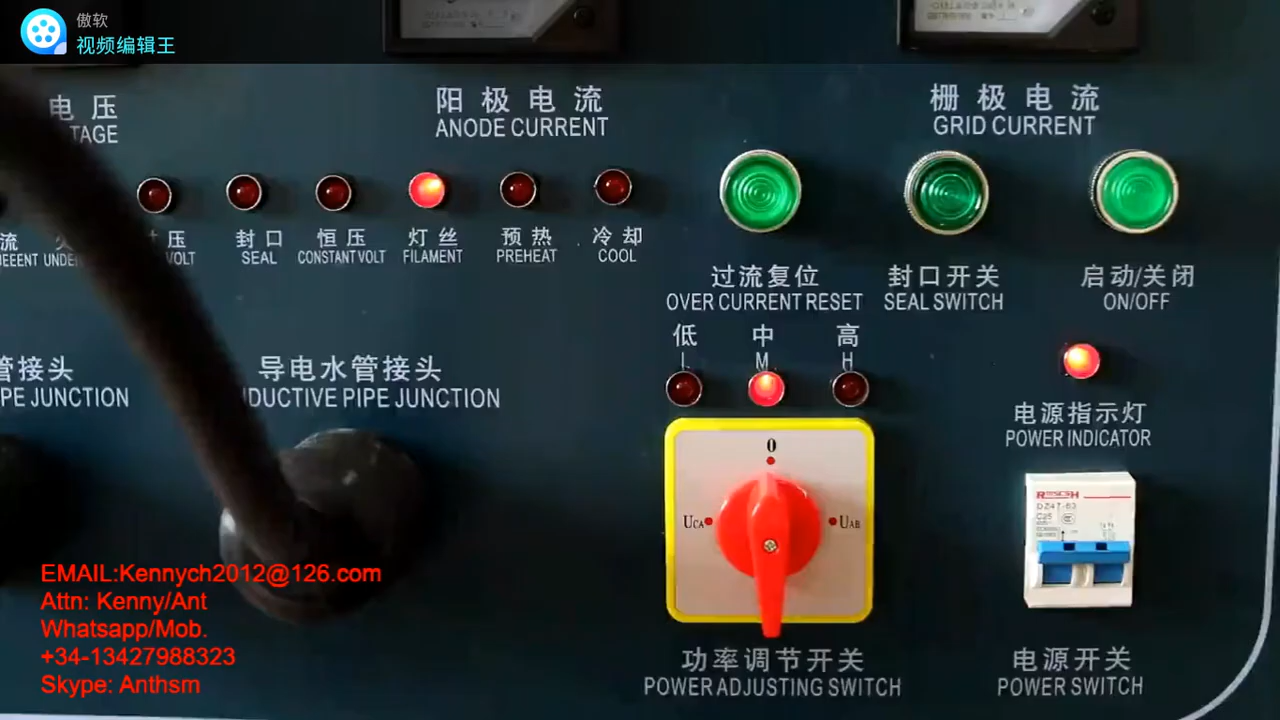 傲软
视频编辑王
电压
TAGE
阳极电流
ANODE CURRENT
栅极电流
GRID CURRENT
流
压
VOLT
封口
SEAL
恒压
CONSTANT VOLT
灯丝
FILAMENT
预热
PREHEAT
冷却
COOL
过流复位
OVER CURRENT RESET
封口开关
SEAL SWITCH
启动/关闭
ON/OFF
低
L
中
M
高
H
管接头
PE JUNCTION
导电水管接头
DUCTIVE PIPE JUNCTION
电源指示灯
POWER INDICATOR
0
UCA
UAB
DZ47-63
C25
功率调节开关
POWER ADJUSTING SWITCH
电源开关
POWER SWITCH
EMAIL:Kennych2012@126.com
Attn: Kenny/Ant
Whatsapp/Mob.
+34-13427988323
Skype: Anthsm